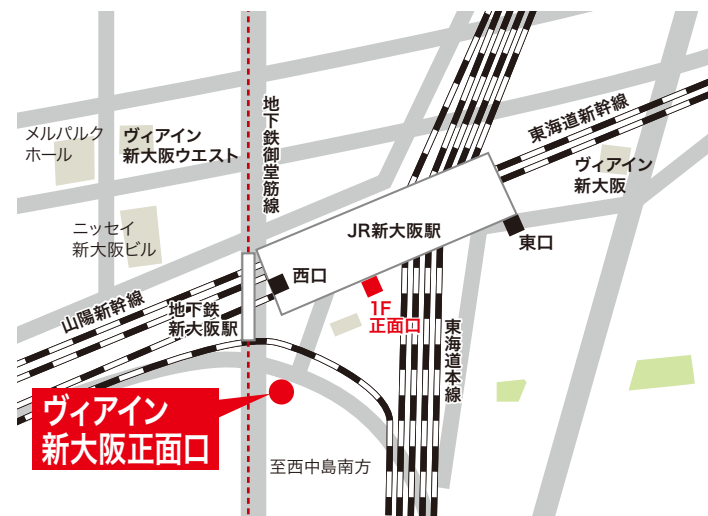 地下鉄御堂筋線
東海道新幹線
メルパルク
ホール
ヴィアイン
新大阪ウエスト
ヴィアイン
新大阪
ニッセイ
新大阪ビル
JR新大阪駅
東口
西口
1F
正面口
山陽新幹線
地下鉄
新大阪駅
東海道本線
ヴィアイン
新大阪正面口
至西中島南方